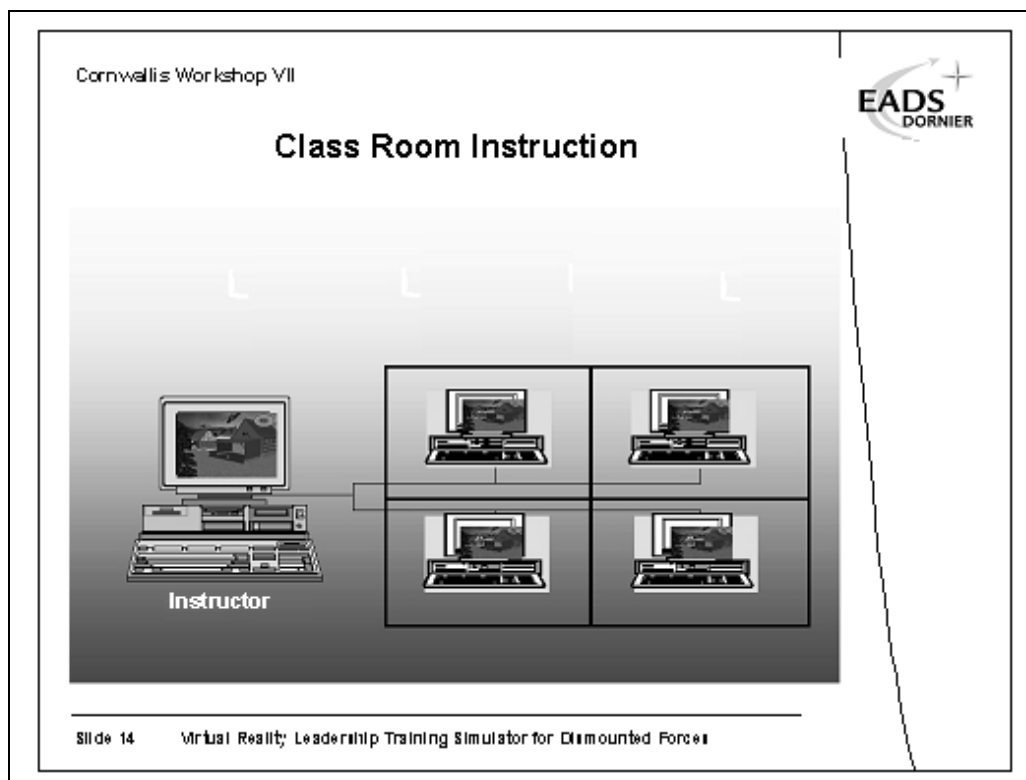 Cornwallis Workshop VII
EADS
DORNIER
Class Room Instruction
L L I L
Instructor
Slide 14 Virtual Reality Leadership Training Simulator for Dismounted Forces